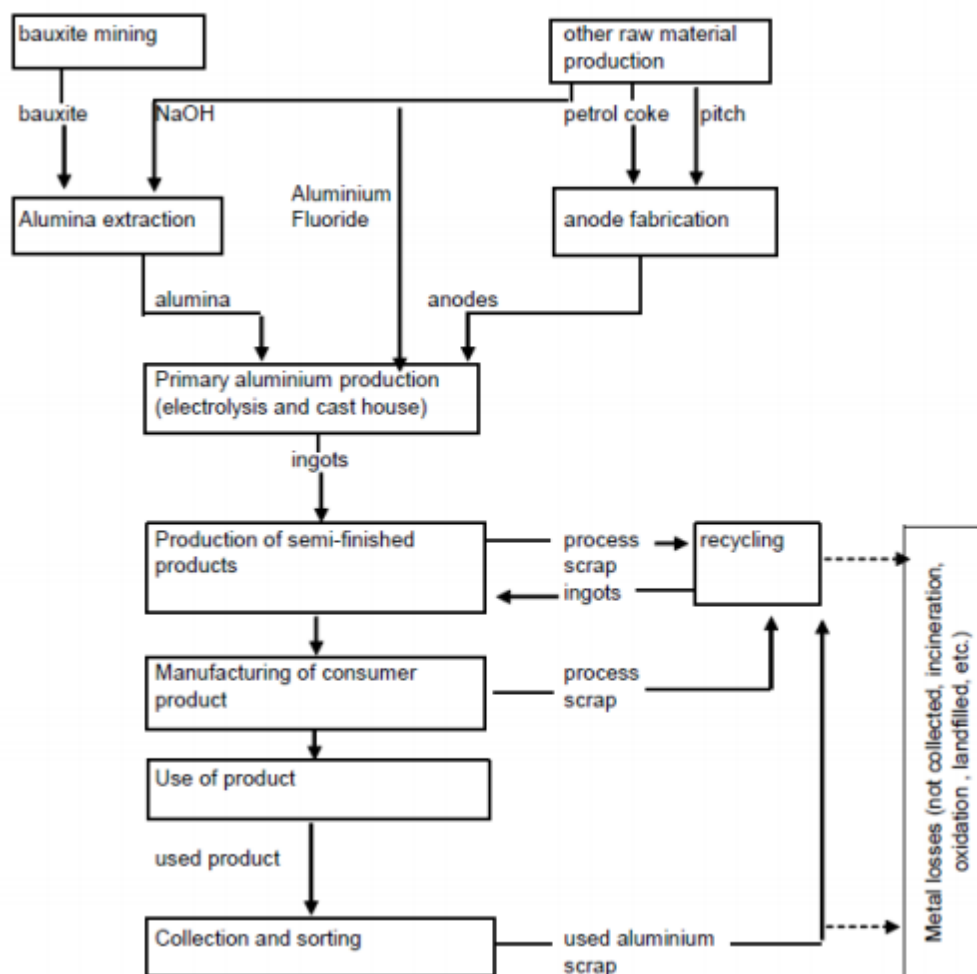 bauxite mining
other raw material
production
bauxite
NaOH
petrol coke
pitch
Alumina extraction
Aluminium
Fluoride
anode fabrication
alumina
anodes
Primary aluminium production
(electrolysis and cast house)
ingots
Production of semi-finished
products
process
scrap
ingots
recycling
Manufacturing of consumer
product
process
scrap
Use of product
used product
Collection and sorting
used aluminium
scrap
Metal losses (not collected, incineration,
oxidation , landfilled, etc.)